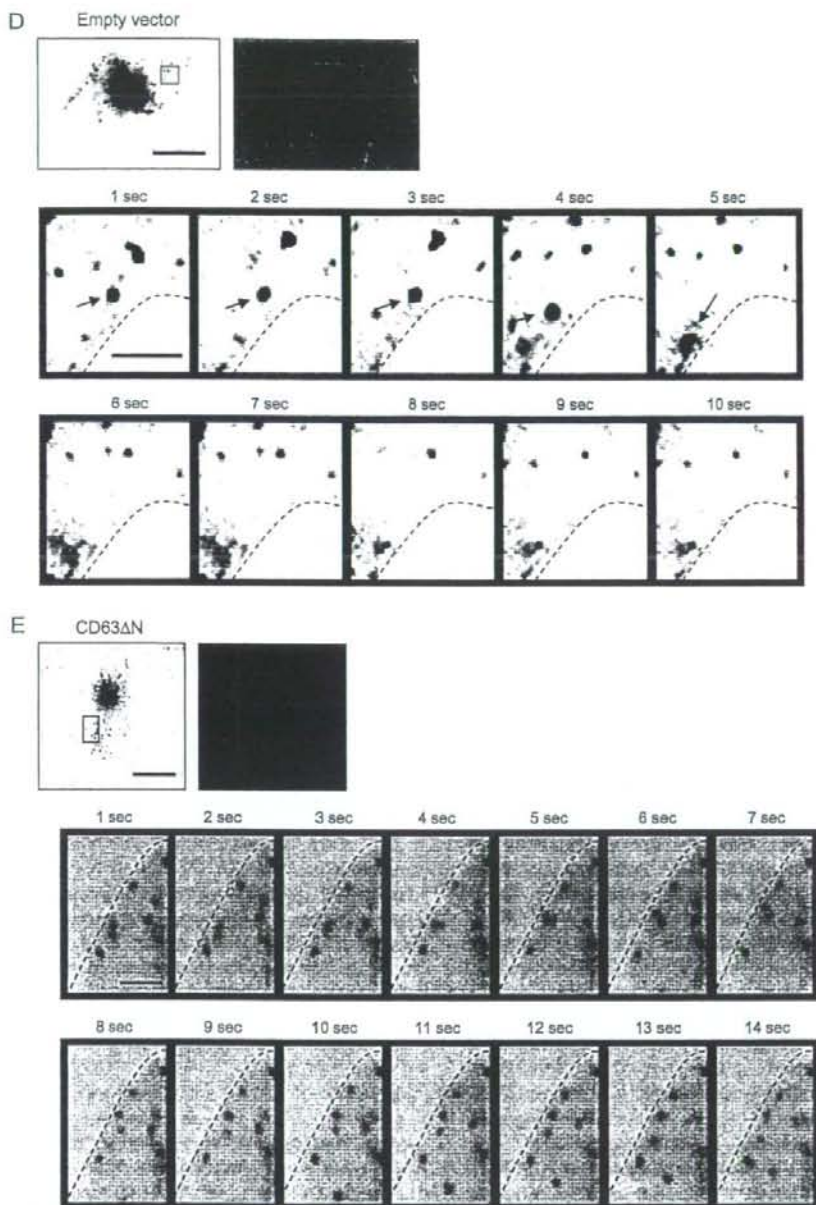 D
Empty vector
1 sec 2 sec 3 sec 4 sec 5 sec
6 sec 7 sec 8 sec 9 sec 10 sec
E
CD63ΔN
1 sec 2 sec 3 sec 4 sec 5 sec 6 sec 7 sec
8 sec 9 sec 10 sec 11 sec 12 sec 13 sec 14 sec